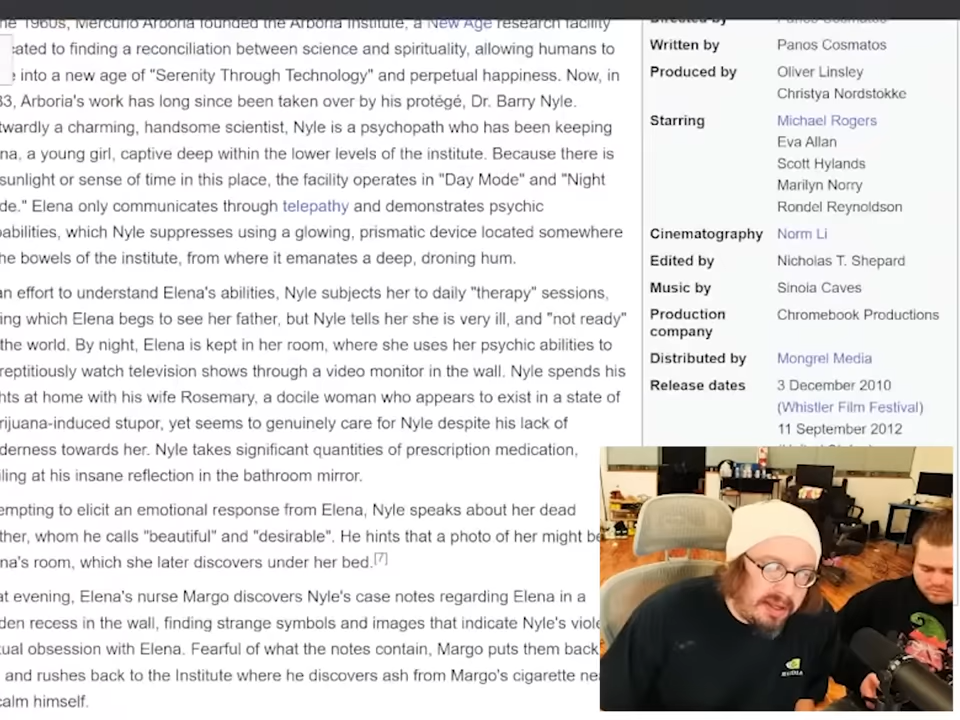 he 1960s, Mercurio Arboria founded the Arboria Institute, a New Age research facility
cated to finding a reconciliation between science and spirituality, allowing humans to
e into a new age of "Serenity Through Technology" and perpetual happiness. Now, in
83, Arboria's work has long since been taken over by his protégé, Dr. Barry Nyle.
twardly a charming, handsome scientist, Nyle is a psychopath who has been keeping
na, a young girl, captive deep within the lower levels of the institute. Because there is
sunlight or sense of time in this place, the facility operates in "Day Mode" and "Night
de." Elena only communicates through telepathy and demonstrates psychic
pabilities, which Nyle suppresses using a glowing, prismatic device located somewhere
he bowels of the institute, from where it emanates a deep, droning hum.
an effort to understand Elena's abilities, Nyle subjects her to daily "therapy" sessions,
ing which Elena begs to see her father, but Nyle tells her she is very ill, and "not ready"
the world. By night, Elena is kept in her room, where she uses her psychic abilities to
reptitiously watch television shows through a video monitor in the wall. Nyle spends his
hts at home with his wife Rosemary, a docile woman who appears to exist in a state of
rijuana-induced stupor, yet seems to genuinely care for Nyle despite his lack of
derness towards her. Nyle takes significant quantities of prescription medication,
iling at his insane reflection in the bathroom mirror.
empting to elicit an emotional response from Elena, Nyle speaks about her dead
ther, whom he calls "beautiful" and "desirable". He hints that a photo of her might be
na's room, which she later discovers under her bed.[7]
at evening, Elena's nurse Margo discovers Nyle's case notes regarding Elena in a
den recess in the wall, finding strange symbols and images that indicate Nyle's viole
tual obsession with Elena. Fearful of what the notes contain, Margo puts them back
and rushes back to the Institute where he discovers ash from Margo's cigarette nea
calm himself.
Directed by Panos Cosmatos
Written by Panos Cosmatos
Produced by Oliver Linsley
Christya Nordstokke
Starring Michael Rogers
Eva Allan
Scott Hylands
Marilyn Norry
Rondel Reynoldson
Cinematography Norm Li
Edited by Nicholas T. Shepard
Music by Sinoia Caves
Production Chromebook Productions
company
Distributed by Mongrel Media
Release dates 3 December 2010
(Whistler Film Festival)
11 September 2012